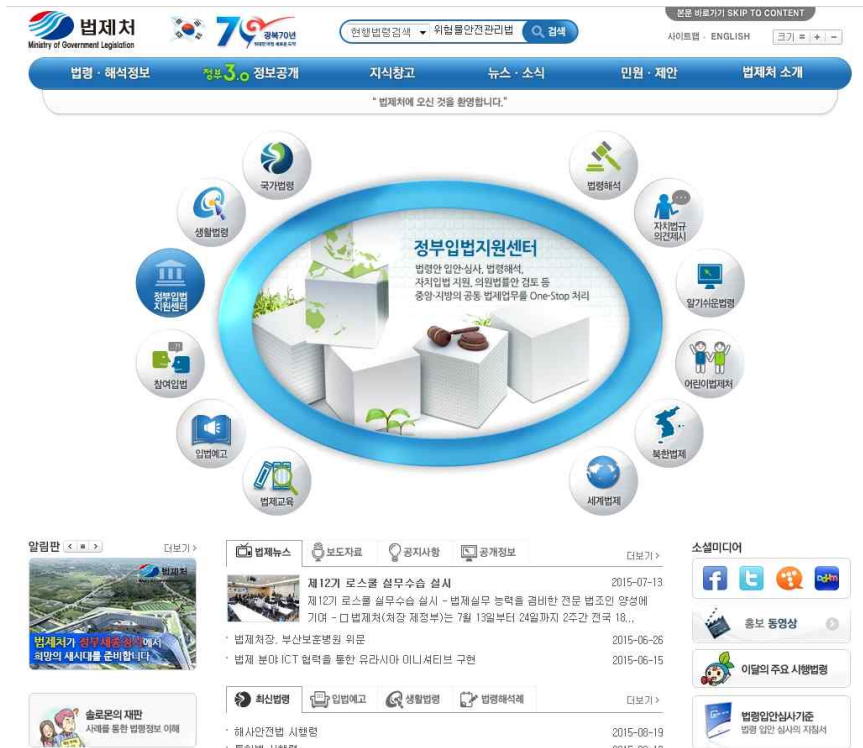 법제처
Ministry of Government Legislation
광복70년
현행법령검색
위험물안전관리법
검색
본문 바로가기 SKIP TO CONTENT
사이트맵 · ENGLISH
크기 = + -
법령 · 해석정보
정부3.0 정보공개
지식창고
뉴스 · 소식
민원 · 제안
법제처 소개
"법제처에 오신 것을 환영합니다."
국가법령
생활법령
정부입법
지원센터
참여입법
입법예고
법제교육
정부입법지원센터
법령안 입안·심사, 법령해석,
자치입법 지원, 의원법률안 검토 등
중앙·지방의 공동 법제업무를 One-Stop 처리
법령해석
자치법규
의견제시
알기쉬운법령
어린이법제처
북한법제
세계법제
알림판
더보기 >
법제처
법제처가 정부세종청사에서
희망의 새시대를 준비합니다
솔로몬의 재판
사례를 통한 법령정보 이해
법제뉴스
보도자료
공지사항
공개정보
더보기 >
제12기 로스쿨 실무수습 실시
2015-07-13
제12기 로스쿨 실무수습 실시 - 법제실무 능력을 겸비한 전문 법조인 양성에
기여 - □ 법제처(처장 제정부)는 7월 13일부터 24일까지 2주간 전국 18...
법제처장, 부산보훈병원 위문
2015-06-26
법제 분야 ICT 협력을 통한 유라시아 이니셔티브 구현
2015-06-15
최신법령
입법예고
생활법령
법령해석례
더보기 >
해사안전법 시행령
2015-08-19
소셜미디어
홍보 동영상
이달의 주요 시행법령
법령입안심사기준
법령 입안 심사의 지침서